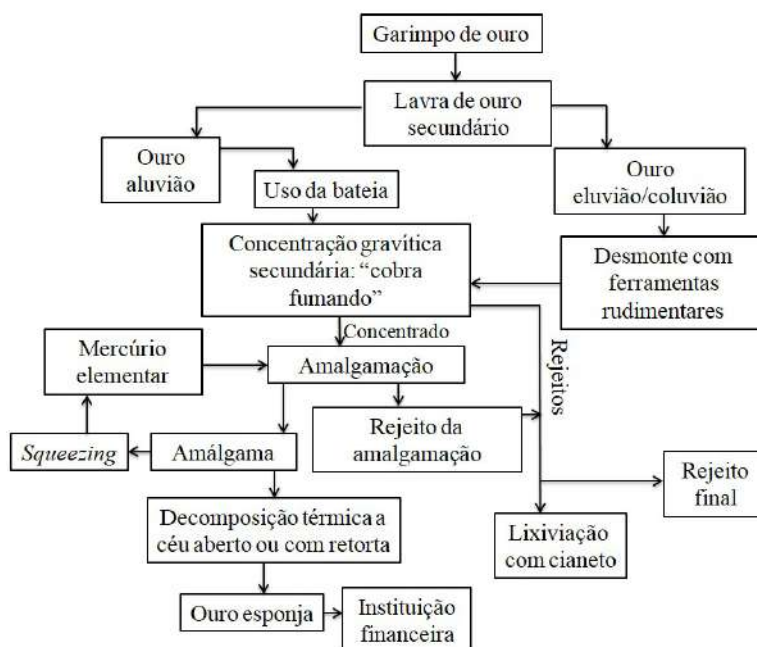 Garimpo de ouro
Lavra de ouro
secundário
Ouro
aluvião
Uso da bateia
Ouro
eluvião/coluvião
Concentração gravítica
secundária: “cobra
fumando”
Desmonte com
ferramentas
rudimentares
Concentrado
Rejeitos
Mercúrio
elementar
Amalgamação
Rejeito da
amalgamação
Squeezing
Amálgama
Rejeito
final
Decomposição térmica a
céu aberto ou com retorta
Lixiviação
com cianeto
Ouro esponja
Instituição
financeira